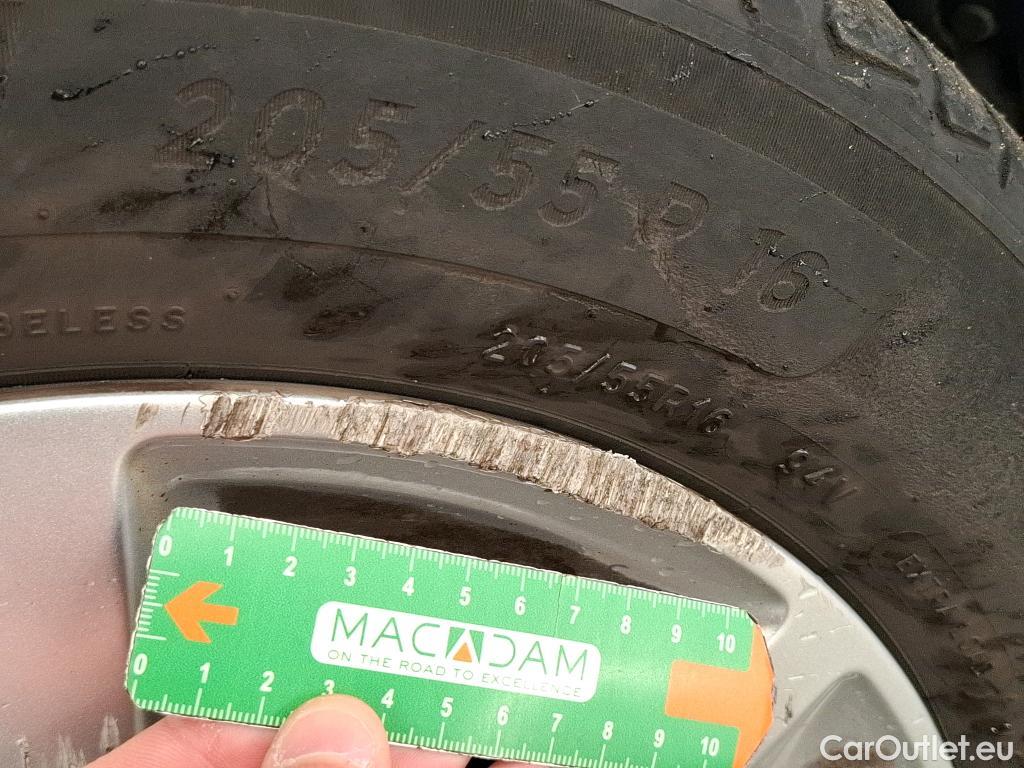 205/55 R 16
BELESS
205/55R16 94V
0 1 2 3 4 5 6 7 8 9 10
MACADAM
ON THE ROAD TO EXCELLENCE
0 1 2 3 4 5 6 7 8 9 10
CarOutlet.eu